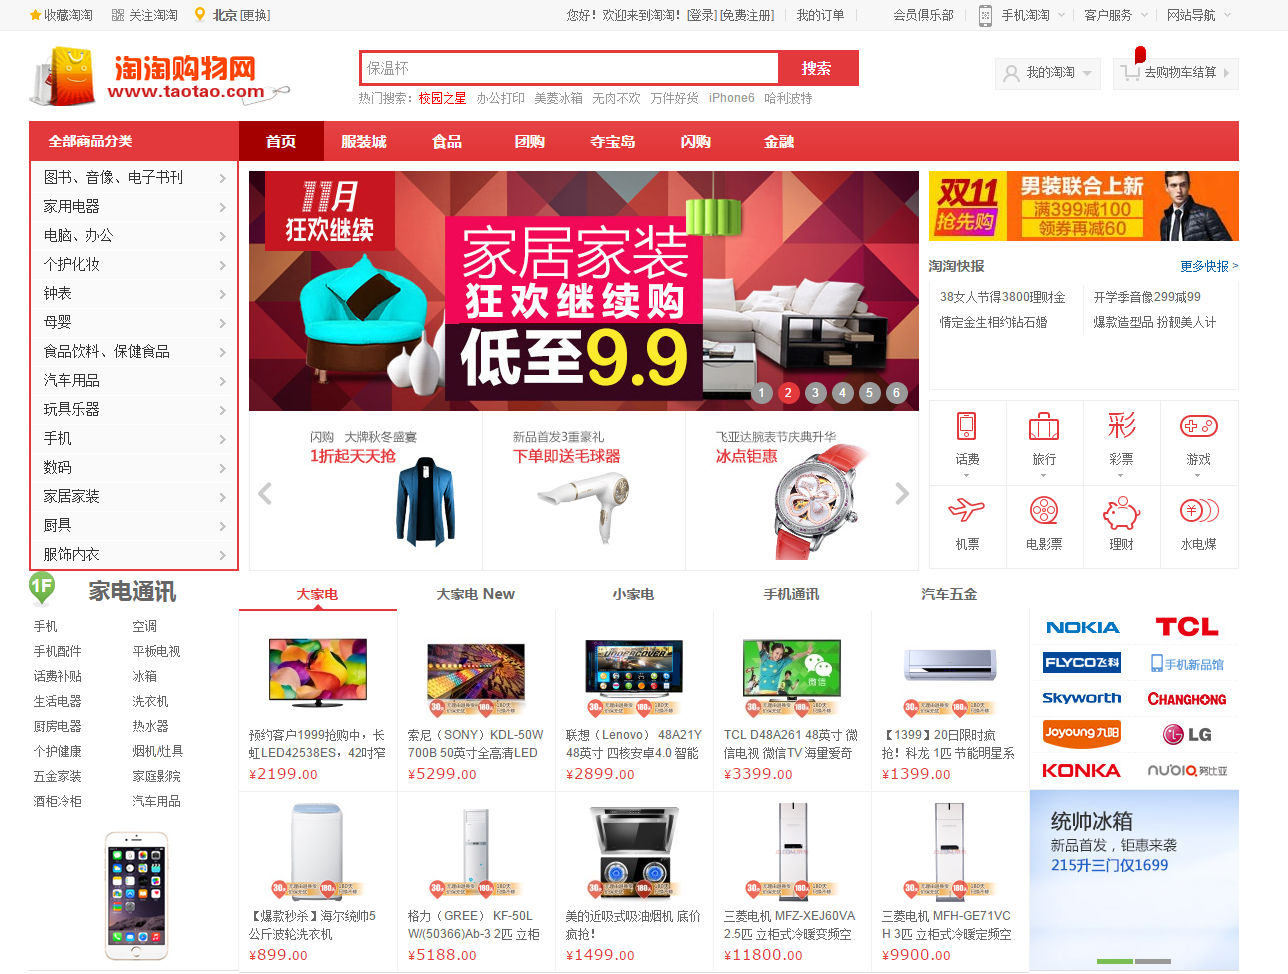 收藏淘淘 关注淘淘 北京[更换] 您好！欢迎来到淘淘！[登录] [免费注册] 我的订单 会员俱乐部 手机淘淘 客户服务 网站导航
淘淘购物网
www.taotao.com
保温杯 搜索
我的淘淘 去购物车结算
热门搜索：校园之星 办公打印 美菱冰箱 无肉不欢 万件好货 iPhone6 哈利波特
全部商品分类 首页 服装城 食品 团购 夺宝岛 闪购 金融
图书、音像、电子书刊
家用电器
电脑、办公
个护化妆
钟表
母婴
食品饮料、保健食品
汽车用品
玩具乐器
手机
数码
家居家装
厨具
服饰内衣
11月
狂欢继续
家居家装
狂欢继续购
低至9.9
1 2 3 4 5 6
闪购 大牌秋冬盛宴
1折起天天抢
新品首发3重豪礼
下单即送毛球器
飞亚达腕表节庆典升华
冰点钜惠
双11
抢先购
男装联合上新
满399减100
领券再减60
淘淘快报 更多快报 >
38女人节得3800理财金 开学季音像299减99
情定金生相约钻石婚 爆款造型品 扮靓美人计
彩
话费 旅行 彩票 游戏
机票 电影票 理财 水电煤
1F 家电通讯
手机 空调
手机配件 平板电视
话费补贴 冰箱
生活电器 洗衣机
厨房电器 热水器
个护健康 烟机/灶具
五金家装 家庭影院
酒柜冷柜 汽车用品
大家电 大家电 New 小家电 手机通讯 汽车五金
预约客户1999抢购中，长
虹LED42538ES，42吋窄
¥2199.00
索尼（SONY）KDL-50W
700B 50英寸全高清LED
¥5299.00
UNDERCOVER
联想（Lenovo） 48A21Y
48英寸 四核安卓4.0 智能
¥2899.00
微信
TCL D48A261 48英寸 微
信电视 微信TV 海量爱奇
¥3399.00
【1399】20日限时疯
抢！科龙 1匹 节能明星系
¥1399.00
【爆款秒杀】海尔统帅5
公斤波轮洗衣机
¥899.00
格力（GREE） KF-50L
W/(50366)Ab-3 2匹 立柜
¥5188.00
美的近吸式吸油烟机 底价
疯抢！
¥1499.00
三菱电机 MFZ-XEJ60VA
2.5匹 立柜式冷暖变频空
¥11800.00
三菱电机 MFH-GE71VC
H 3匹 立柜式冷暖定频空
¥9900.00
NOKIA TCL
FLYCO飞科 手机新品馆
Skyworth CHANGHONG
Joyoung九阳 LG
KONKA nubia努比亚
统帅冰箱
新品首发，钜惠来袭
215升三门仅1699